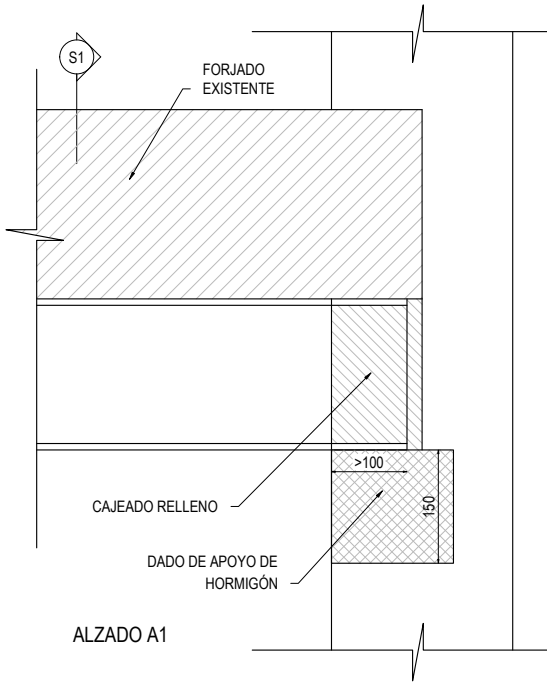 S1
FORJADO
EXISTENTE
>100
CAJEADO RELLENO
150
DADO DE APOYO DE
HORMIGÓN
ALZADO A1